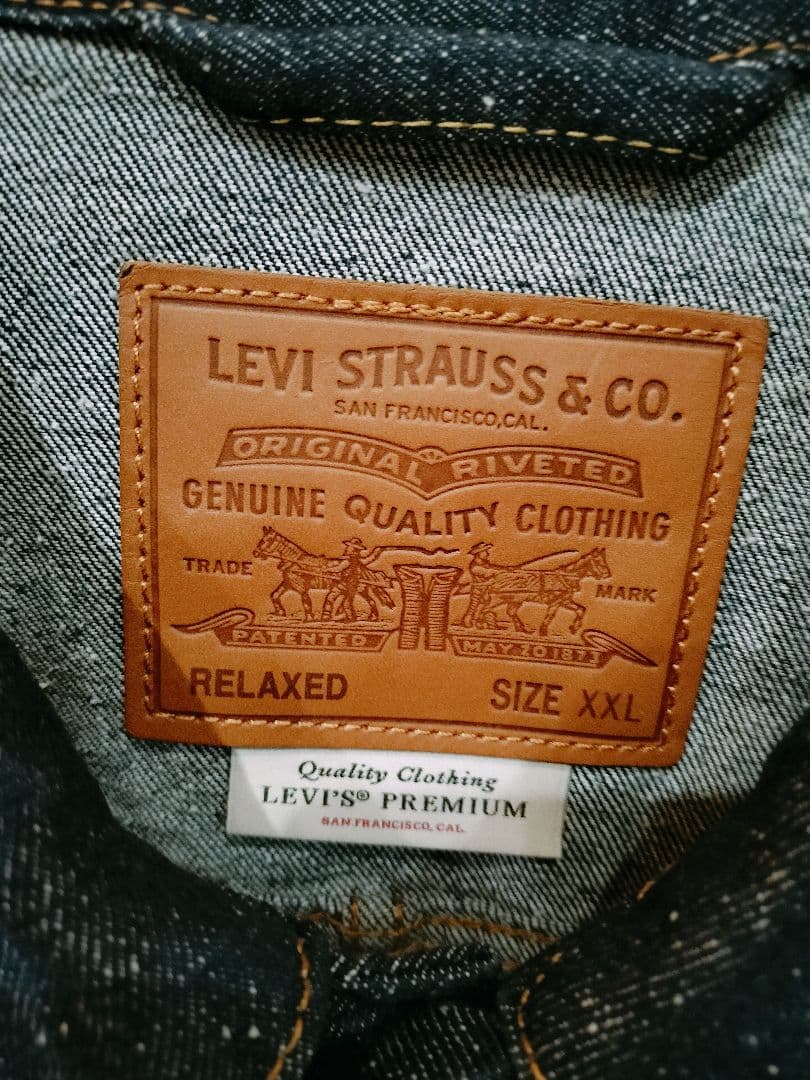 LEVI STRAUSS & CO.
SAN FRANCISCO, CAL.
ORIGINAL RIVETED
GENUINE QUALITY CLOTHING
TRADE MARK
PATENTED MAY 20 1873
RELAXED SIZE XXL
Quality Clothing
LEVI'S® PREMIUM
SAN FRANCISCO, CAL.